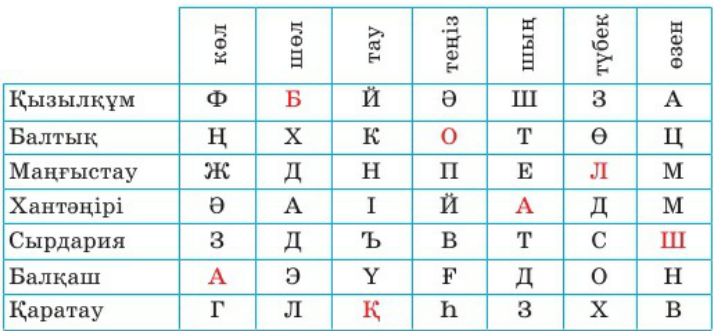 көл шөл тау теңіз шың түбек өзен
Қызылқұм Ф Б Й Ә Ш З А
Балтық Ң Х К О Т Ө Ц
Маңғыстау Ж Д Н П Е Л М
Хантәңірі Ә А І Й А Д М
Сырдария З Д Ъ В Т С Ш
Балқаш А Э Ү Ғ Д О Н
Қаратау Г Л Қ Һ З Х В